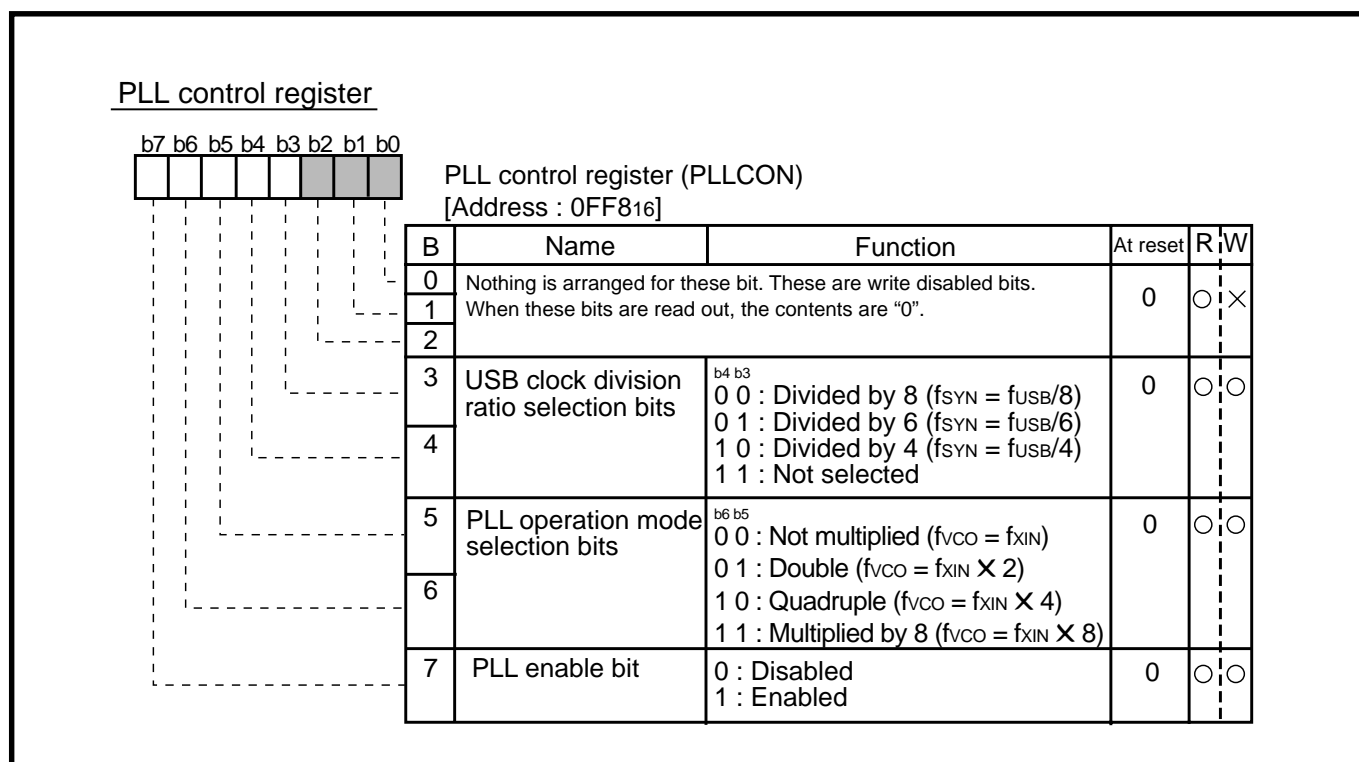 PLL control register
b7 b6 b5 b4 b3 b2 b1 b0
PLL control register (PLLCON)
[Address : 0FF816]
B Name Function At reset R W
0 Nothing is arranged for these bit. These are write disabled bits.
1 When these bits are read out, the contents are “0”. 0 ○ ×
2
3 USB clock division ratio selection bits 0 ○ ○
4
b4 b3
0 0 : Divided by 8 (fSYN = fUSB/8)
0 1 : Divided by 6 (fSYN = fUSB/6)
1 0 : Divided by 4 (fSYN = fUSB/4)
1 1 : Not selected
5 PLL operation mode selection bits 0 ○ ○
6
b6 b5
0 0 : Not multiplied (fVCO = fXIN)
0 1 : Double (fVCO = fXIN × 2)
1 0 : Quadruple (fVCO = fXIN × 4)
1 1 : Multiplied by 8 (fVCO = fXIN × 8)
7 PLL enable bit 0 ○ ○
0 : Disabled
1 : Enabled